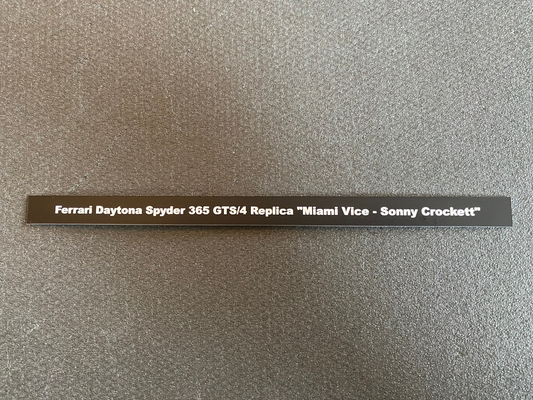 Ferrari Daytona Spyder 365 GTS/4 Replica "Miami Vice - Sonny Crockett"